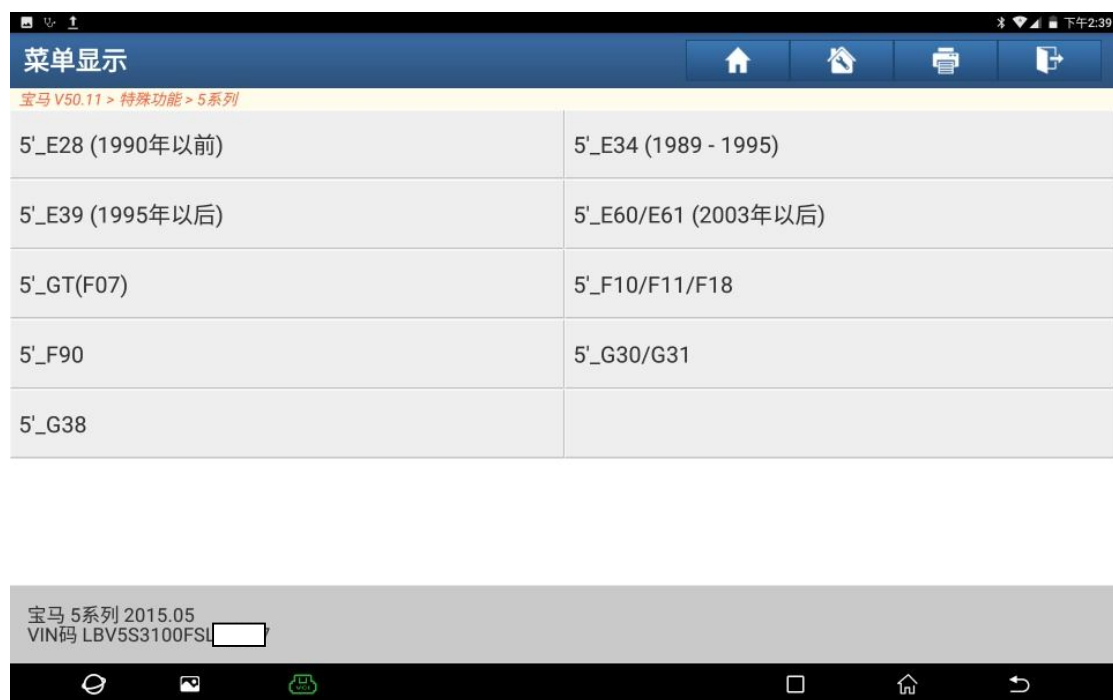 下午2:39
菜单显示
宝马 V50.11 > 特殊功能 > 5系列
5'_E28 (1990年以前)
5'_E34 (1989 - 1995)
5'_E39 (1995年以后)
5'_E60/E61 (2003年以后)
5'_GT(F07)
5'_F10/F11/F18
5'_F90
5'_G30/G31
5'_G38
宝马 5系列 2015.05
VIN码 LBV5S3100FSL
VCI